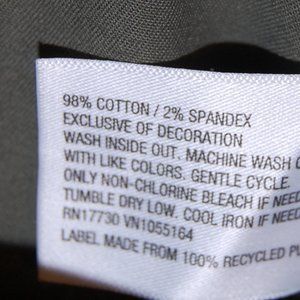 98% COTTON / 2% SPANDEX
EXCLUSIVE OF DECORATION
WASH INSIDE OUT. MACHINE WASH
WITH LIKE COLORS. GENTLE CYCLE.
ONLY NON-CHLORINE BLEACH IF
TUMBLE DRY LOW. COOL IRON IF
RN17730 VN1055164
LABEL MADE FROM 100% RECYCLED